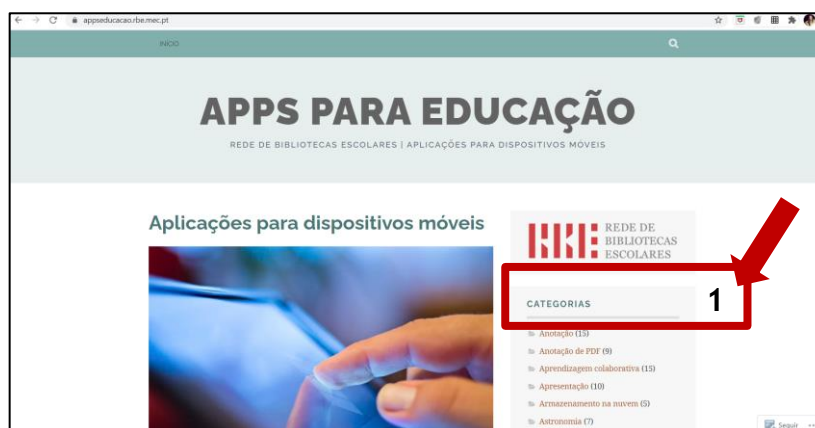 appseducacao.rbe.mec.pt
INÍCIO
APPS PARA EDUCAÇÃO
REDE DE BIBLIOTECAS ESCOLARES | APLICAÇÕES PARA DISPOSITIVOS MÓVEIS
Aplicações para dispositivos móveis
REDE DE
BIBLIOTECAS
ESCOLARES
CATEGORIAS
1
Anotação (15)
Anotação de PDF (9)
Aprendizagem colaborativa (15)
Apresentação (10)
Armazenamento na nuvem (5)
Astronomia (7)
Seguir